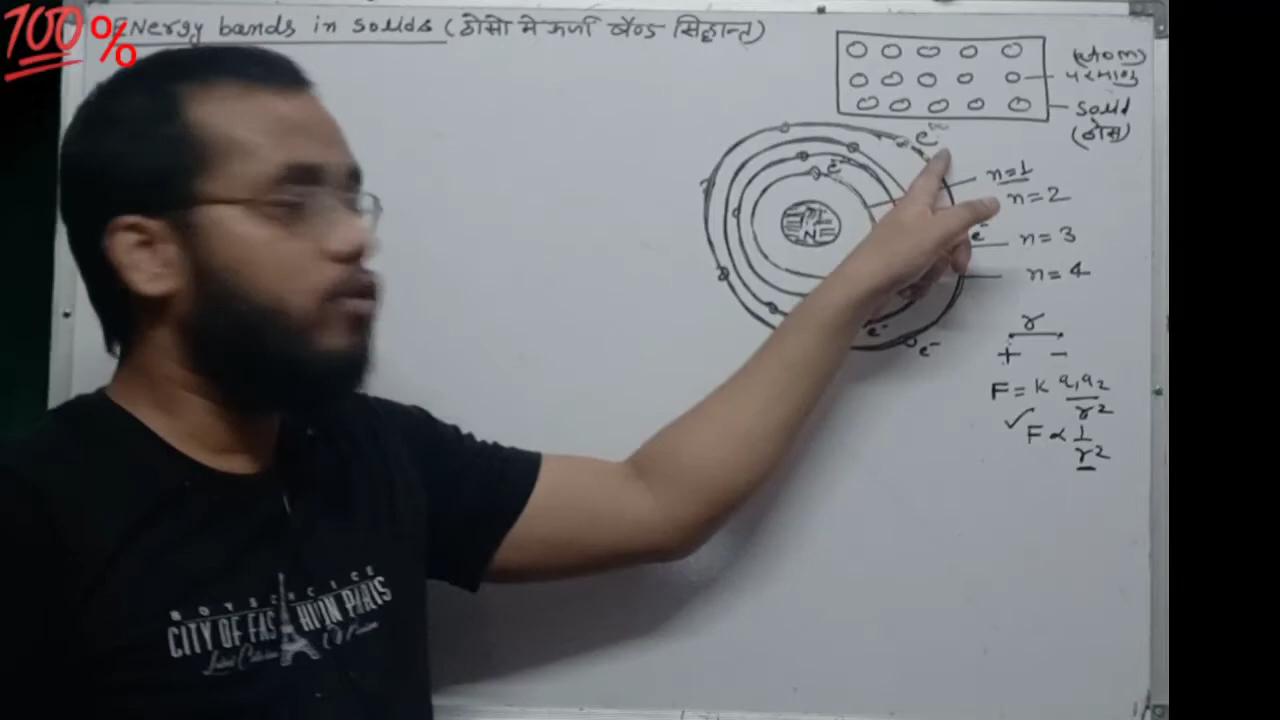 100%
ENergy bands in solids (ठोसो मे ऊर्जा बैण्ड सिद्धान्त)
(atom)
परमाणु
solid
(ठोस)
e⁻
e⁻
n=1
n=2
e⁻
n=3
n=4
N
e⁻
e⁻
r
+ −
F = K q₁q₂
r²
✓ F ∝ 1
r²
CITY OF
PARIS